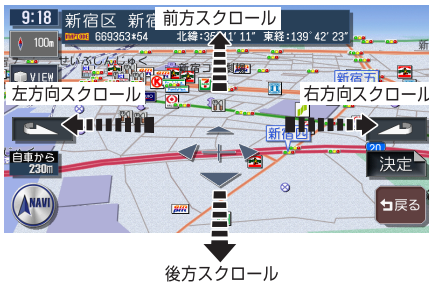 9:18 新宿区 新宿
前方スクロール
669353*54 北緯:35°41'11" 東経:139°42'23"
100m
VIEW
新宿五
左方向スクロール
右方向スクロール
新宿四
20
自車から
230m
決定
NAVI
戻る
後方スクロール